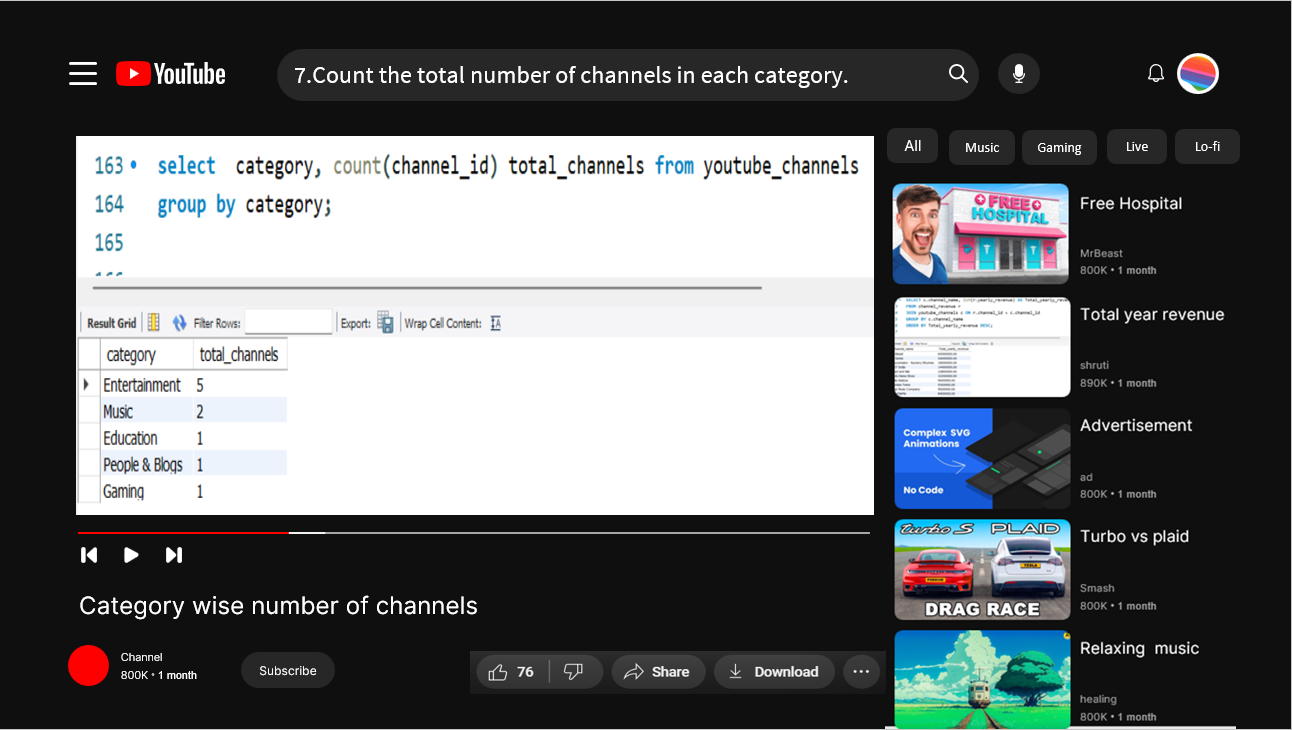 YouTube
7.Count the total number of channels in each category.
163 select category, count(channel_id) total_channels from youtube_channels
164 group by category;
165
Result Grid Filter Rows: Export: Wrap Cell Content: IA
category total_channels
Entertainment 5
Music 2
Education 1
People & Blogs 1
Gaming 1
Category wise number of channels
Channel
800K • 1 month
Subscribe
76 Share Download
All Music Gaming Live Lo-fi
FREE
HOSPITAL
Free Hospital
MrBeast
800K • 1 month
Total year revenue
shruti
890K • 1 month
Complex SVG
Animations
No Code
Advertisement
ad
800K • 1 month
Turbo S PLAID
DRAG RACE
Turbo vs plaid
Smash
800K • 1 month
Relaxing music
healing
800K • 1 month